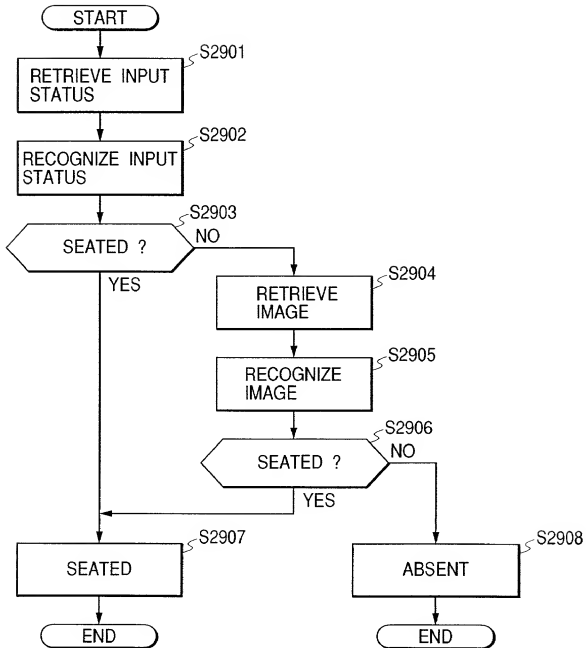 START
S2901
RETRIEVE INPUT
STATUS
S2902
RECOGNIZE INPUT
STATUS
S2903
SEATED ?
NO
YES
S2904
RETRIEVE
IMAGE
S2905
RECOGNIZE
IMAGE
S2906
SEATED ?
NO
YES
S2907
SEATED
S2908
ABSENT
END
END